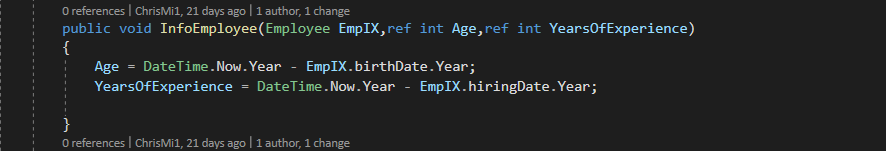 0 references | ChrisMi1, 21 days ago | 1 author, 1 change
public void InfoEmployee(Employee EmpIX,ref int Age,ref int YearsOfExperience)
{
Age = DateTime.Now.Year - EmpIX.birthDate.Year;
YearsOfExperience = DateTime.Now.Year - EmpIX.hiringDate.Year;
}
0 references | ChrisMi1, 21 days ago | 1 author, 1 change